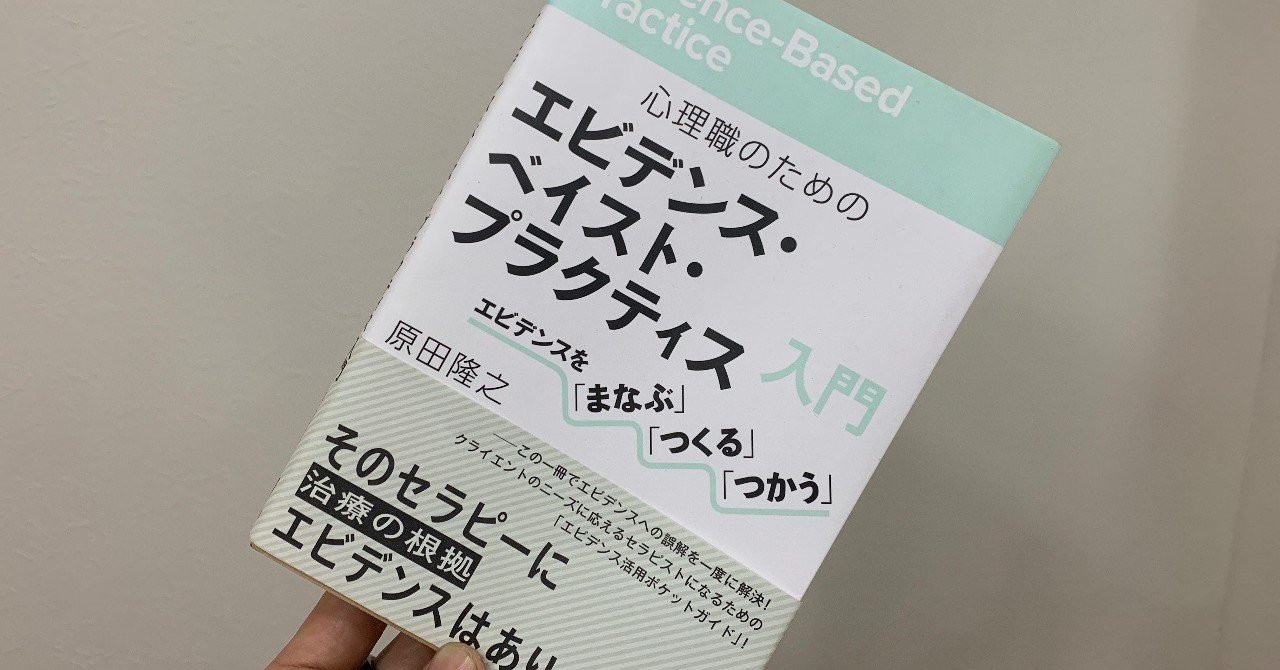 ence-Based
ractice
心理職のための
エビデンス・
ベイスト・
プラクティス
入門
エビデンスを
「まなぶ」
「つくる」
「つかう」
原田隆之
――この一冊でエビデンスへの誤解を一度に解決!
クライエントのニーズに応えるセラピストになるための
「エビデンス活用ポケットガイド」!
そのセラピーに
治療の根拠
エビデンスはあり